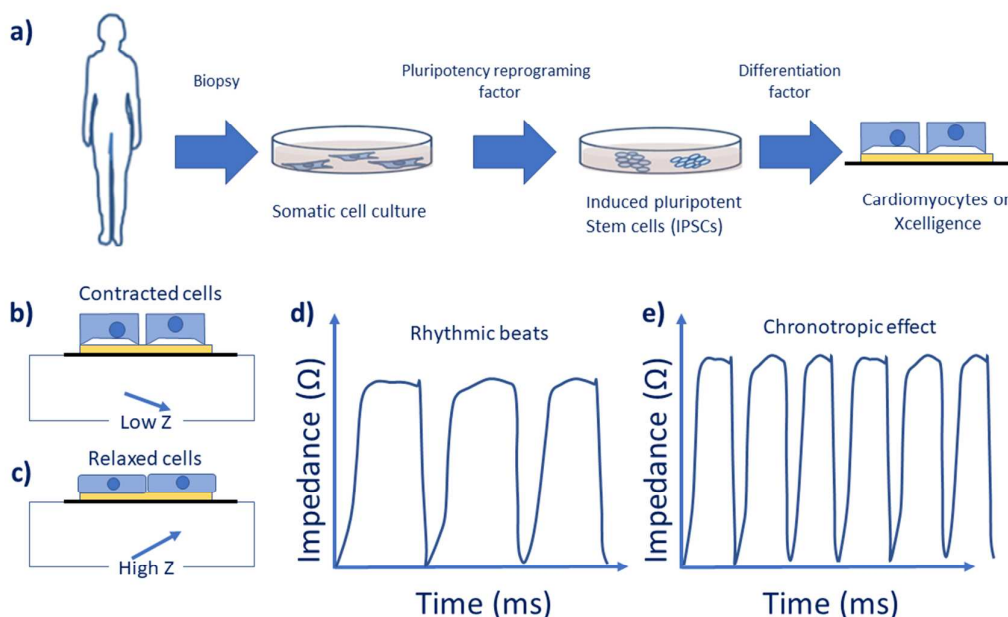 a)
Biopsy
Pluripotency reprograming
factor
Differentiation
factor
Somatic cell culture
Induced pluripotent
Stem cells (IPSCs)
Cardiomyocytes on
Xcelligence
b)
Contracted cells
Low Z
c)
Relaxed cells
High Z
d)
Rhythmic beats
Impedance (Ω)
Time (ms)
e)
Chronotropic effect
Impedance (Ω)
Time (ms)